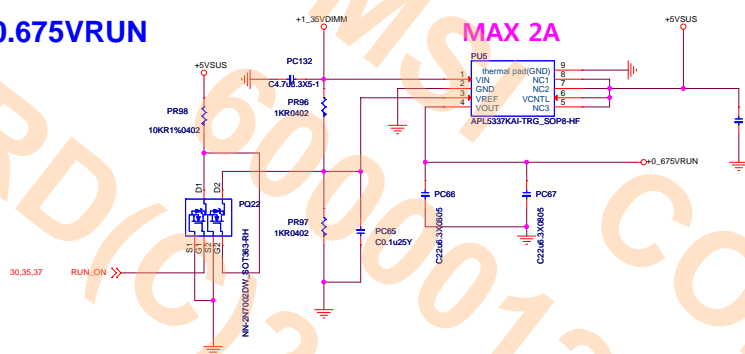 0.675VRUN
+1_35VDIMM
MAX 2A
+5VSUS
+5VSUS
PC132
C4.7u6.3X5-1
PU5
thermal pad(GND) 9
1 VIN NC1 8
2 GND NC2 7
3 VREF VCNTL 6
4 VOUT NC3 5
APL5337KAI-TRG_SOP8-HF
PR98
10KR1%0402
PR96
1KR0402
+0_675VRUN
D1
D2
PQ22
S1
G1
S2
G2
NN-2N7002DW_SOT363-RH
PR97
1KR0402
PC65
C0.1u25Y
PC66
C22u6.3X0805
PC67
C22u6.3X0805
30,35,37 RUN_ON
MSI